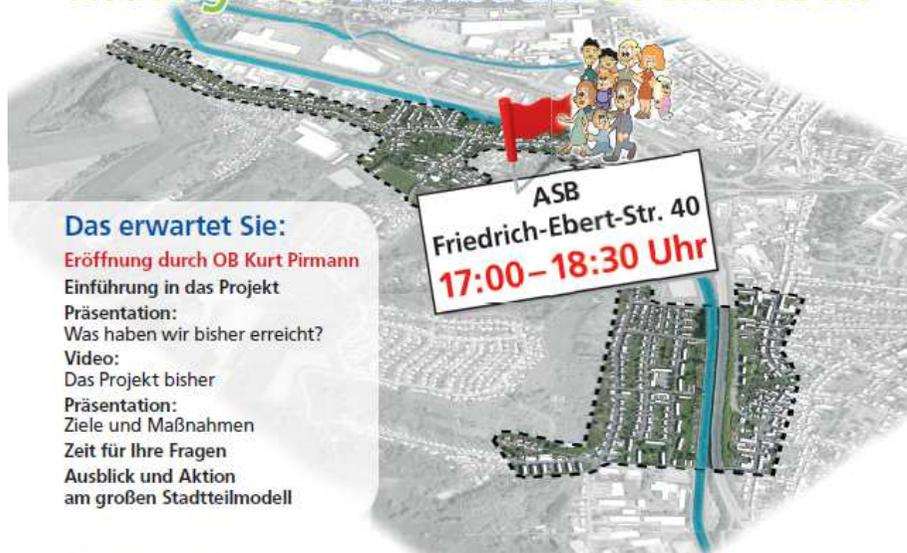 Das erwartet Sie:
Eröffnung durch OB Kurt Pirmann
Einführung in das Projekt
Präsentation:
Was haben wir bisher erreicht?
Video:
Das Projekt bisher
Präsentation:
Ziele und Maßnahmen
Zeit für Ihre Fragen
Ausblick und Aktion
am großen Stadtteilmodell
ASB
Friedrich-Ebert-Str. 40
17:00–18:30 Uhr